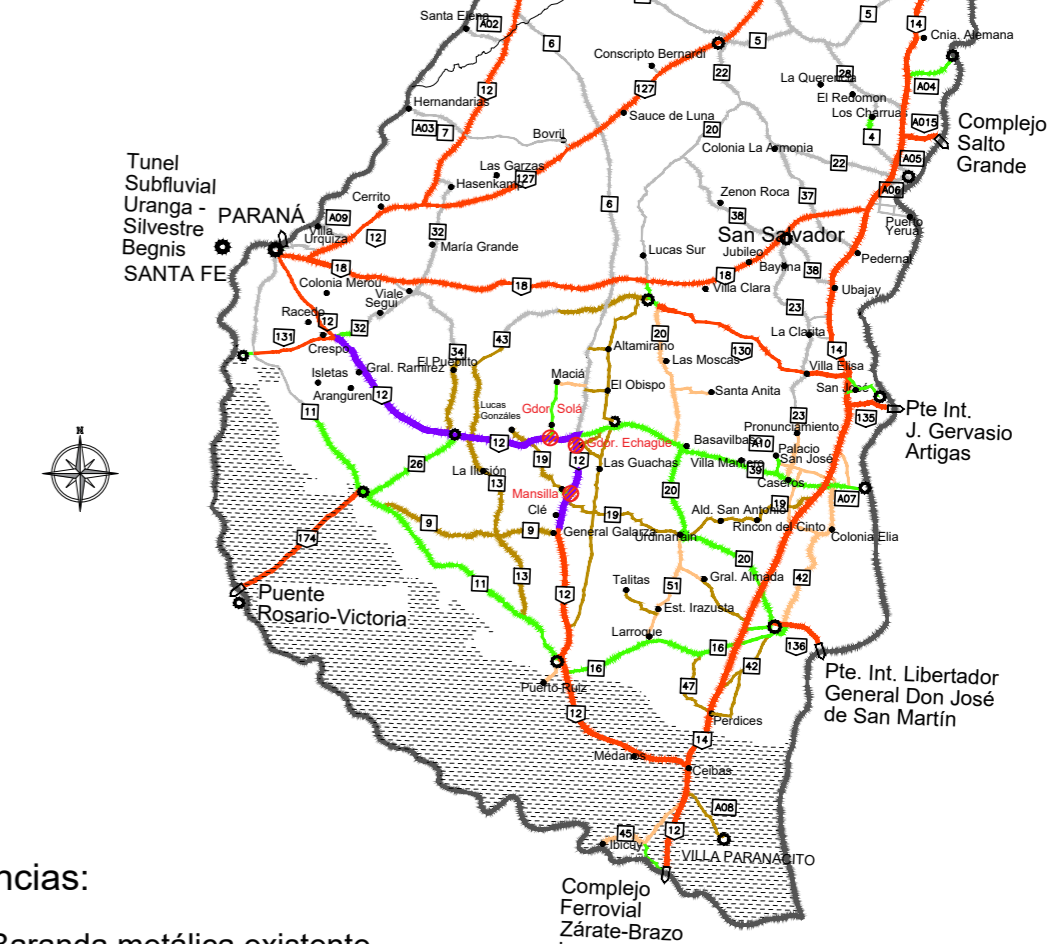 Santa Elena
A02
6
5
5
14
Cnia. Alemana
Conscripto Bernardi
22
28
La Querencia
A04
12
127
El Redomon
Hernandarias
Los Charruas
A015
Sauce de Luna
A03
7
20
4
Complejo
Salto
Grande
Bovril
Colonia La Armonia
22
A05
Tunel
Subfluvial
Uranga -
Silvestre
Begnis
SANTA FE
Las Garzas
127
Hasenkamp
A06
Cerrito
Zenon Roca
37
6
38
PARANÁ
A09
Villa
Urquiza
12
32
María Grande
Puerto
Yerua
San Salvador
Lucas Sur
Jubileo
Pedernal
18
18
18
Bayma
38
Colonia Merou
Viale
Segui
Villa Clara
Ubajay
Racedo
12
32
23
131
Crespo
43
20
La Clarita
Altamirano
130
14
34
El Pueblito
Las Moscas
Villa Elisa
Isletas
Gral. Ramirez
Maciá
El Obispo
Santa Anita
San José
Aranguren
12
Lucas
Gonzáles
Gdor. Solá
135
Pte Int.
J. Gervasio
Artigas
11
23
Pronunciamiento
12
Gdor. Echagüe
Basavilbaso
A10
Palacio
San José
26
19
12
Las Guachas
Villa Mantero
39
La Ilusión
13
Caseros
Mansilla
20
A07
19
Clé
19
Ald. San Antonio
Rincon del Cinto
9
9
General Galarza
Urdinarrain
Colonia Elia
174
20
13
11
12
Talitas
51
Gral. Almada
42
Puente
Rosario-Victoria
Est. Irazusta
Larroque
16
136
16
42
Pte. Int. Libertador
General Don José
de San Martín
Puerto Ruiz
47
12
Perdices
14
Médanos
Ceibas
A08
45
12
Ibicuy
VILLA PARANACITO
ncias:
Complejo
Ferrovial
Zárate-Brazo
Baranda metálica existente
N